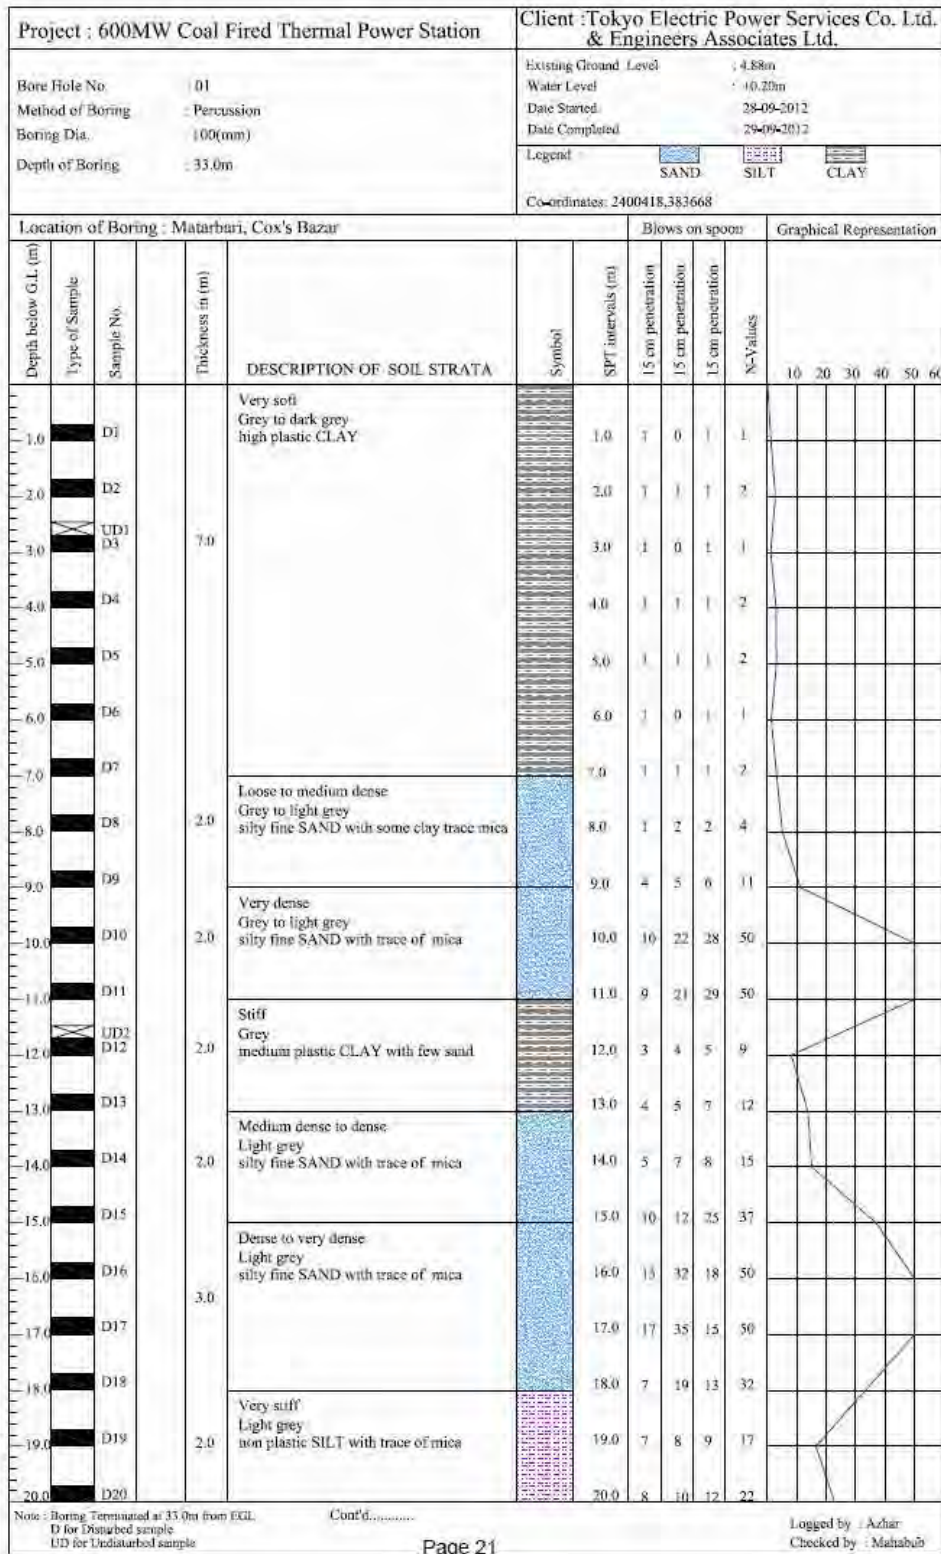 Project : 600MW Coal Fired Thermal Power Station
Client :Tokyo Electric Power Services Co. Ltd.
& Engineers Associates Ltd.
Bore Hole No. : 01
Method of Boring : Percussion
Boring Dia. : 100(mm)
Depth of Boring : 33.0m
Existing Ground Level : 4.88m
Water Level : +0.20m
Date Started 28-09-2012
Date Completed : 29-09-2012
Legend :
SAND SILT CLAY
Co-ordinates: 2400418,383668
Location of Boring : Matarbari, Cox's Bazar
Blows on spoon
Graphical Representation
Depth below G.L (m)
Type of Sample
Sample No.
Thickness in (m)
DESCRIPTION OF SOIL STRATA
Symbol
SPT intervals (m)
15 cm penetration
15 cm penetration
15 cm penetration
N-Values
10 20 30 40 50 60
Very soft
Grey to dark grey
high plastic CLAY
7.0
1.0 D1 1.0 1 0 1 1
2.0 D2 2.0 1 1 1 2
UD1
3.0 D3 3.0 1 0 1 1
4.0 D4 4.0 1 1 1 2
5.0 D5 5.0 1 1 1 2
6.0 D6 6.0 1 0 1 1
7.0 D7 7.0 1 1 1 2
Loose to medium dense
Grey to light grey
silty fine SAND with some clay trace mica
2.0
8.0 D8 8.0 1 2 2 4
9.0 D9 9.0 4 5 6 11
Very dense
Grey to light grey
silty fine SAND with trace of mica
2.0
10.0 D10 10.0 10 22 28 50
11.0 D11 11.0 9 21 29 50
Stiff
Grey
medium plastic CLAY with few sand
2.0
UD2
12.0 D12 12.0 3 4 5 9
13.0 D13 13.0 4 5 7 12
Medium dense to dense
Light grey
silty fine SAND with trace of mica
2.0
14.0 D14 14.0 5 7 8 15
15.0 D15 15.0 10 12 25 37
Dense to very dense
Light grey
silty fine SAND with trace of mica
3.0
16.0 D16 16.0 32 18 50
17.0 D17 17.0 17 35 15 50
18.0 D18 18.0 7 19 13 32
Very stiff
Light grey
non plastic SILT with trace of mica
2.0
19.0 D19 19.0 7 8 9 17
20.0 D20 20.0 8 10 12 22
Note : Boring Terminated at 33.0m from EGL
D for Disturbed sample
UD for Undisturbed sample
Cont'd............
Page 21
Logged by : Azhar
Checked by : Mahabub